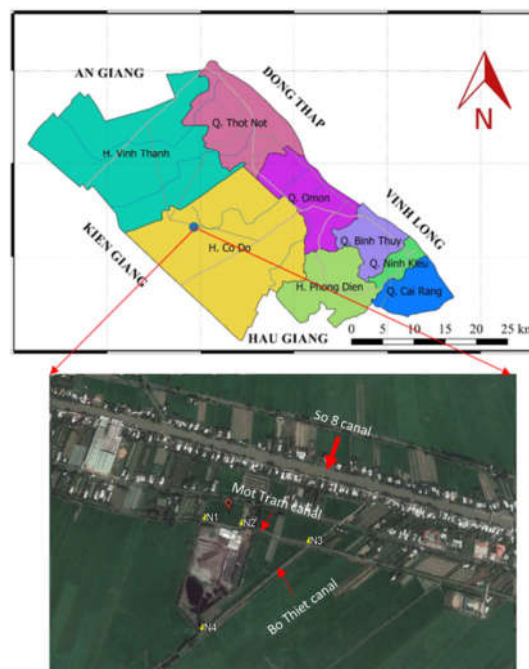 AN GIANG
DONG THAP
N
Q. Thot Not
H. Vinh Thanh
Q. Omon
VINH LONG
KIEN GIANG
Q. Binh Thuy
H. Co Do
Q. Ninh Kieu
H. Phong Dien
Q. Cai Rang
HAU GIANG
0 5 10 15 20 25 km
So 8 canal
Mot Tram canal
N1
N2
N3
Bo Thiet canal
N4